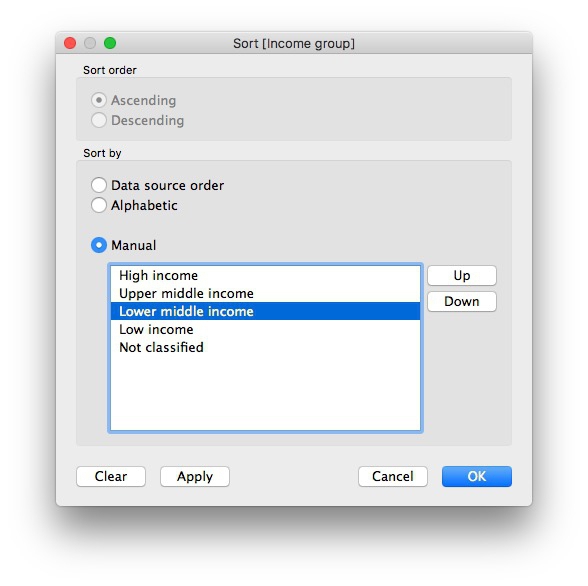 Sort [Income group]
Sort order
Ascending
Descending
Sort by
Data source order
Alphabetic
Manual
High income
Upper middle income
Lower middle income
Low income
Not classified
Up
Down
Clear
Apply
Cancel
OK